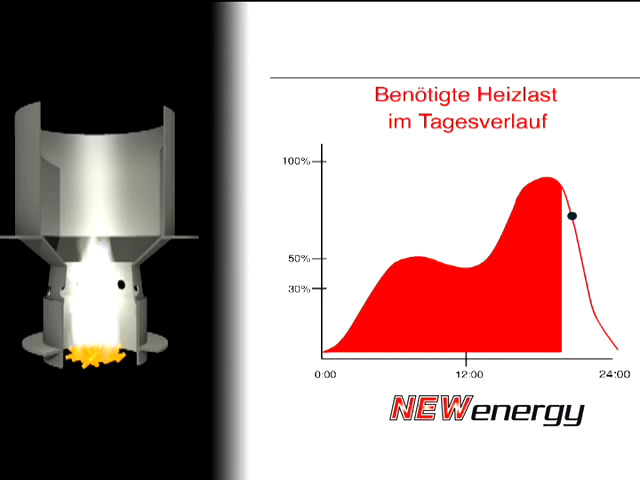 Benötigte Heizlast
im Tagesverlauf
100%
50%
30%
0:00
12:00
24:00
NEWenergy